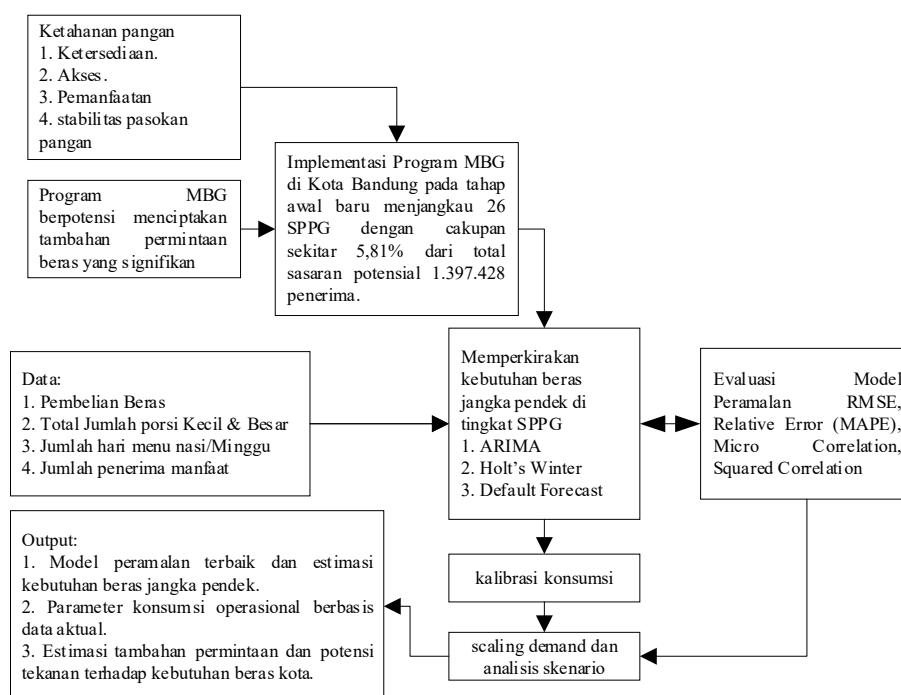 Ketahanan pangan
1. Ketersediaan.
2. Akses.
3. Pemanfaatan
4. stabilitas pasokan
pangan
Program MBG
berpotensi menciptakan
tambahan permintaan
beras yang signifikan
Implementasi Program MBG
di Kota Bandung pada tahap
awal baru menjangkau 26
SPPG dengan cakupan
sekitar 5,81% dari total
sasaran potensial 1.397.428
penerima.
Data:
1. Pembelian Beras
2. Total Jumlah porsi Kecil & Besar
3. Jumlah hari menu nasi/Minggu
4. Jumlah penerima manfaat
Memperkirakan
kebutuhan beras
jangka pendek di
tingkat SPPG
1. ARIMA
2. Holt's Winter
3. Default Forecast
Evaluasi Model
Peramalan RMSE,
Relative Error (MAPE),
Micro Correlation,
Squared Correlation
kalibrasi konsumsi
scaling demand dan
analisis skenario
Output:
1. Model peramalan terbaik dan estimasi
kebutuhan beras jangka pendek.
2. Parameter konsumsi operasional berbasis
data aktual.
3. Estimasi tambahan permintaan dan potensi
tekanan terhadap kebutuhan beras kota.